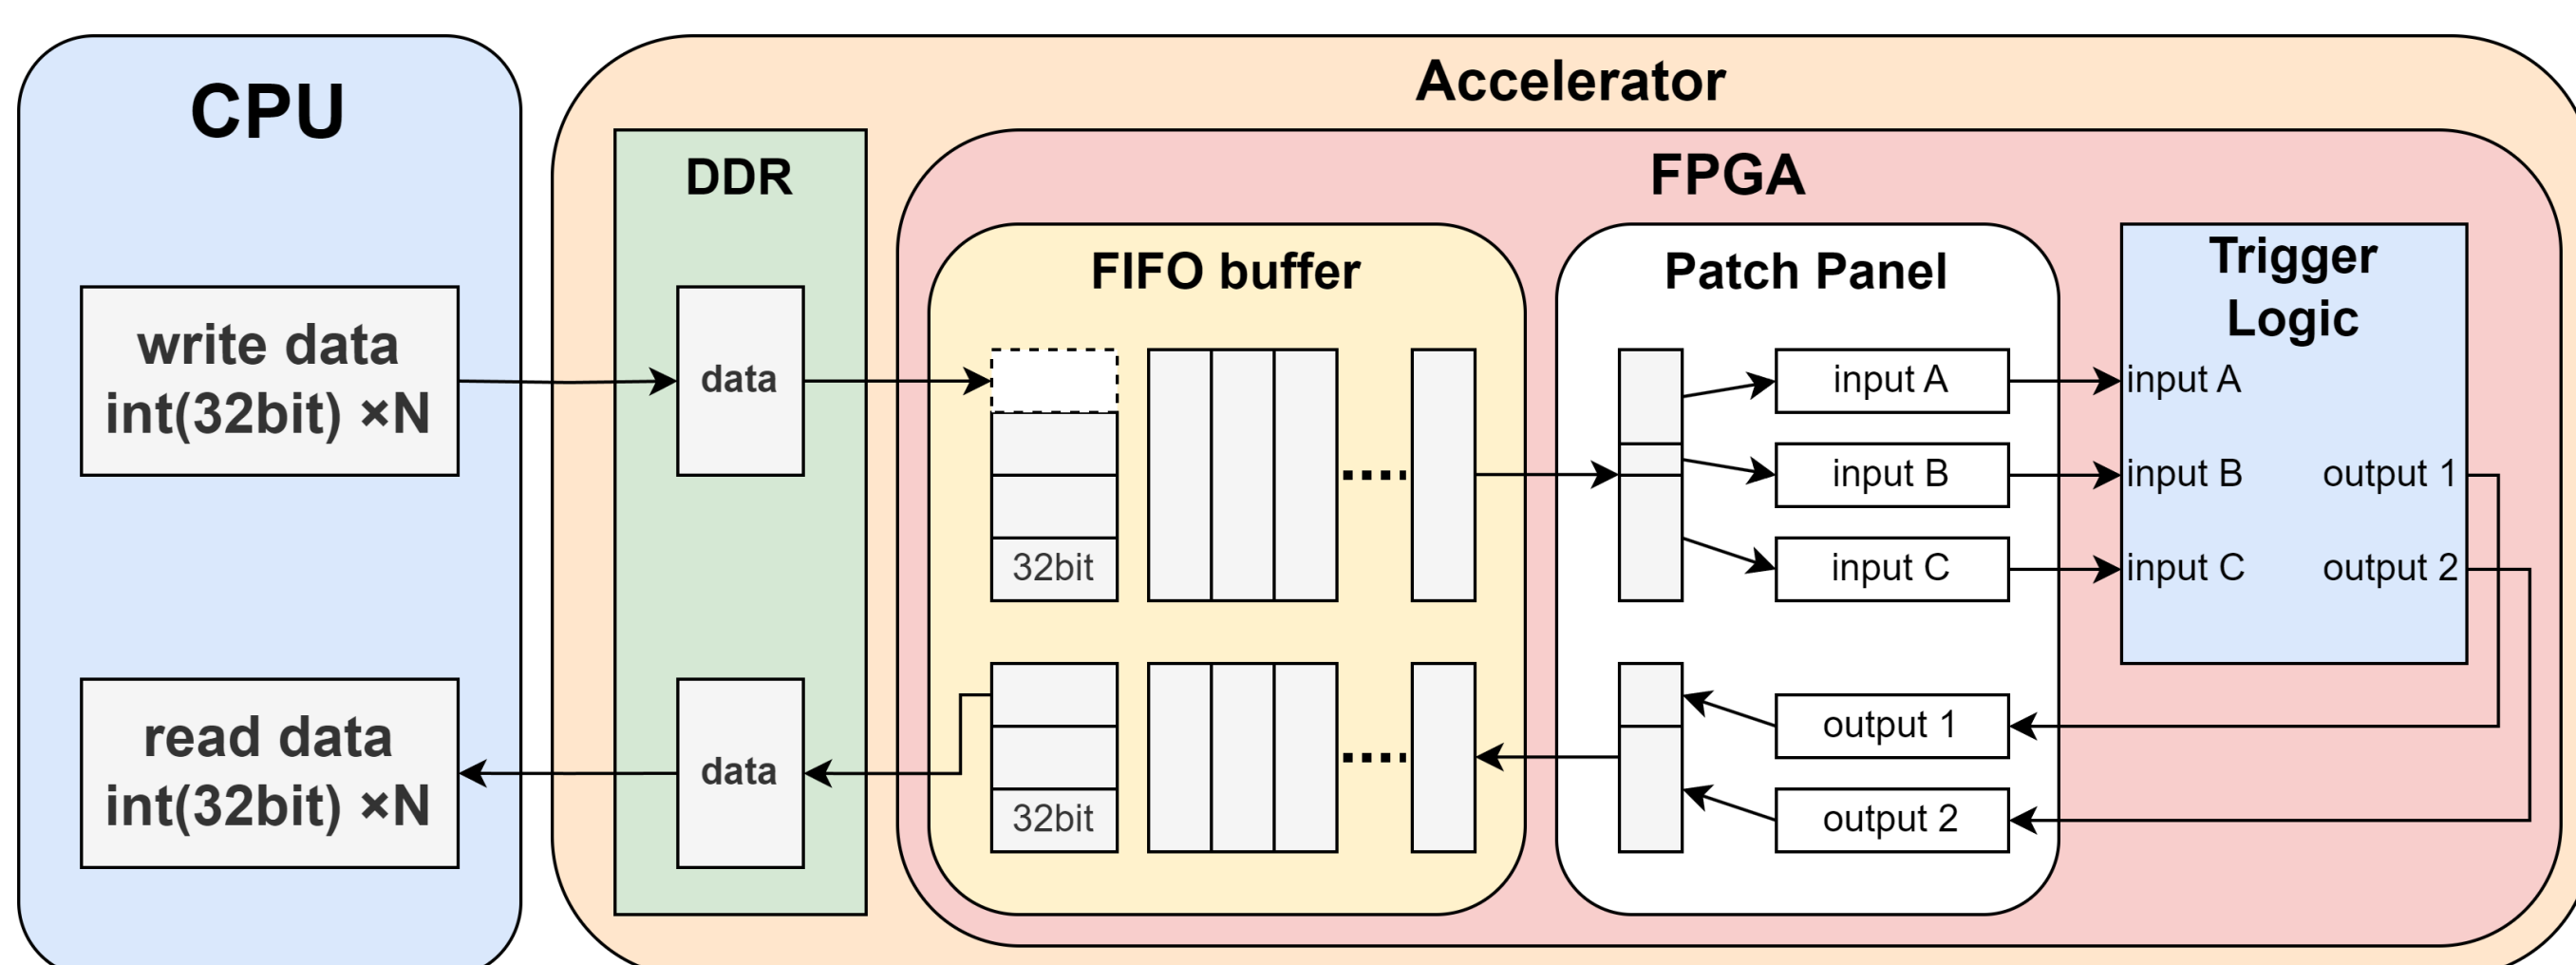 CPU
write data
int(32bit) ×N
read data
int(32bit) ×N
Accelerator
DDR
data
data
FPGA
FIFO buffer
32bit
32bit
Patch Panel
input A
input B
input C
output 1
output 2
Trigger
Logic
input A
input B
input C
output 1
output 2